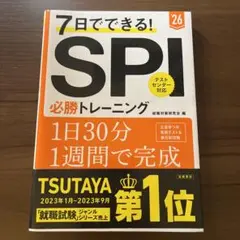 7日でできる!
'26
SPI
テスト
センター
対応
必勝トレーニング
就職対策研究会 編
1日30分
1週間で完成
TSUTAYA
2023年1月~2023年9月
「就職試験」ジャンル
シリーズ売上
第1位
高橋書店